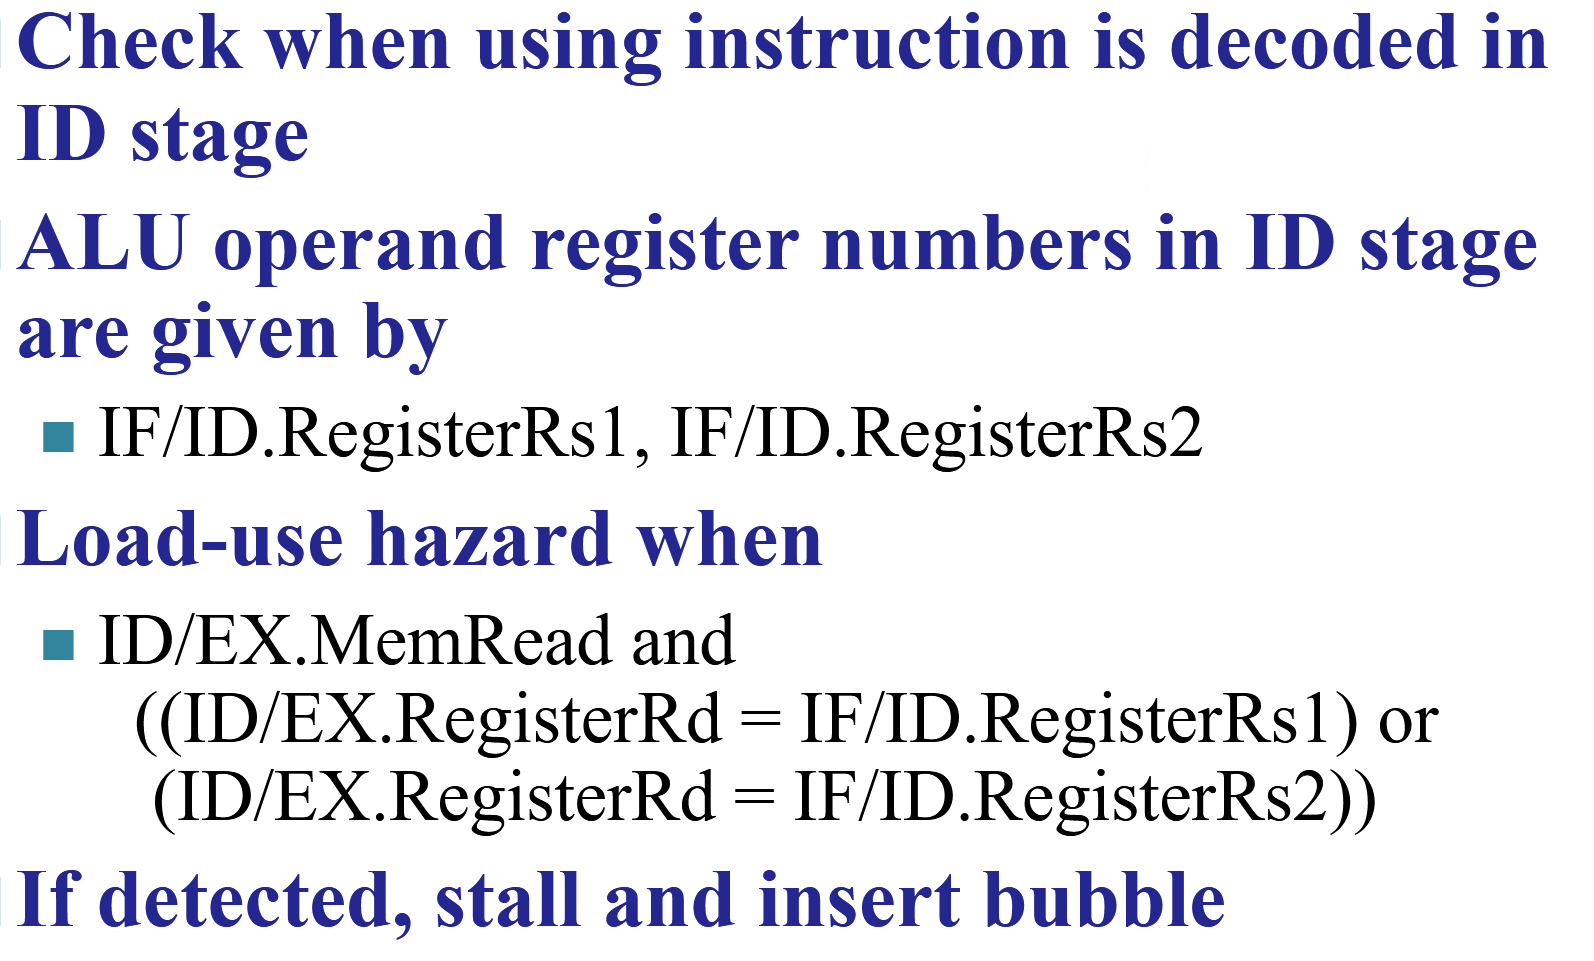 Check when using instruction is decoded in
ID stage
ALU operand register numbers in ID stage
are given by
IF/ID.RegisterRs1, IF/ID.RegisterRs2
Load-use hazard when
ID/EX.MemRead and
((ID/EX.RegisterRd = IF/ID.RegisterRs1) or
(ID/EX.RegisterRd = IF/ID.RegisterRs2))
If detected, stall and insert bubble